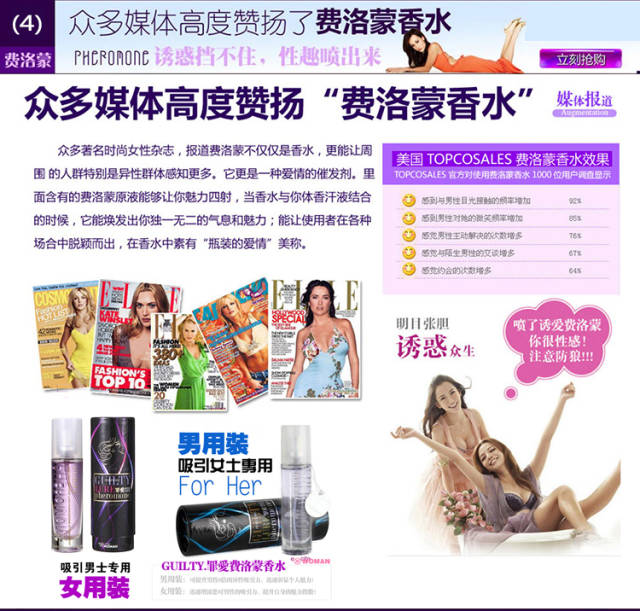 (4)
众多媒体高度赞扬了费洛蒙香水
费洛蒙
PHEROMONE 诱惑挡不住，性趣喷出来
立刻抢购
众多媒体高度赞扬“费洛蒙香水”
媒体报道
Augmentation
众多著名时尚女性杂志，报道费洛蒙不仅仅是香水，更能让周
围 的人群特别是异性群体感知更多。它更是一种爱情的催发剂。里
面含有的费洛蒙原液能够让你魅力四射，当香水与你体香汗液结合
的时候，它能焕发出你独一无二的气息和魅力；能让使用者在各种
场合中脱颖而出，在香水中素有“瓶装的爱情”美称。
美国 TOPCOSALES 费洛蒙香水效果
TOPCOSALES 官方对使用费洛蒙香水 1000 位用户调查显示
感到与男性目光接触的频率增加 92%
感到男性对她的微笑频率增加 85%
感觉男性主动解决的次数增多 76%
感觉与陌生男性的交谈增多 67%
感觉约会的次数增多 64%
COSMO
ELLE
KATE WINSLET
FASHION'S TOP 10
ELLE
FASHION
380
20
ELLE
HOLLYWOOD SPECIAL
明目张胆
诱惑众生
喷了诱爱费洛蒙
你很性感！
注意防狼!!!
GUILTY
pheromone
WOMAN
吸引男士专用
女用裝
男用裝
吸引女士專用
For Her
GUILTY.罪爱费洛蒙香水
WOMAN
男用装：
女用装：